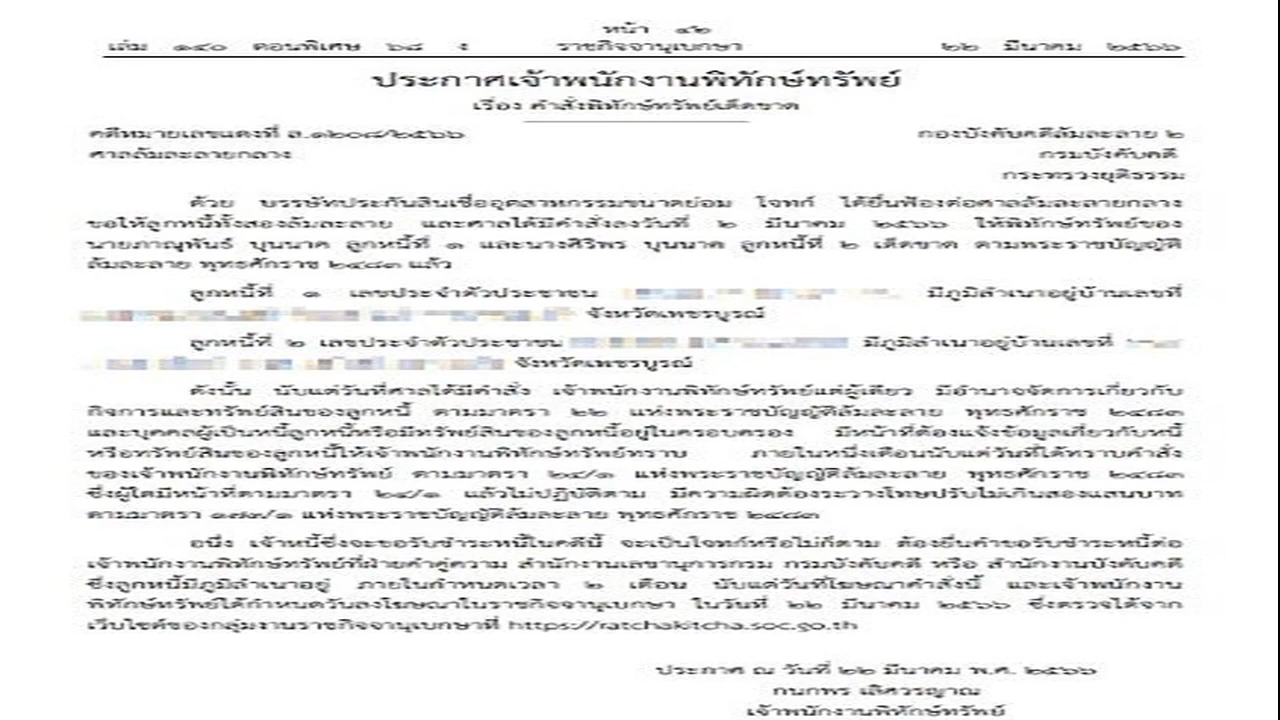 หน้า ๔๒
เล่ม ๑๔๐ ตอนพิเศษ ๖๘ ง ราชกิจจานุเบกษา ๒๒ มีนาคม ๒๕๖๖
ประกาศเจ้าพนักงานพิทักษ์ทรัพย์
เรื่อง คำสั่งพิทักษ์ทรัพย์เด็ดขาด
คดีหมายเลขแดงที่ ล.๑๒๐๘/๒๕๖๖ กองบังคับคดีล้มละลาย ๒
ศาลล้มละลายกลาง กรมบังคับคดี
กระทรวงยุติธรรม
ด้วย บรรษัทประกันสินเชื่ออุตสาหกรรมขนาดย่อม โจทก์ ได้ยื่นฟ้องต่อศาลล้มละลายกลาง
ขอให้ลูกหนี้ทั้งสองล้มละลาย และศาลได้มีคำสั่งลงวันที่ ๒ มีนาคม ๒๕๖๖ ให้พิทักษ์ทรัพย์ของ
นายภาณุพันธ์ บุนนาค ลูกหนี้ที่ ๑ และนางศิริพร บุนนาค ลูกหนี้ที่ ๒ เด็ดขาด ตามพระราชบัญญัติ
ล้มละลาย พุทธศักราช ๒๔๘๓ แล้ว
ลูกหนี้ที่ ๑ เลขประจำตัวประชาชน มีภูมิลำเนาอยู่บ้านเลขที่
จังหวัดเพชรบูรณ์
ลูกหนี้ที่ ๒ เลขประจำตัวประชาชน มีภูมิลำเนาอยู่บ้านเลขที่
จังหวัดเพชรบูรณ์
ดังนั้น นับแต่วันที่ศาลได้มีคำสั่ง เจ้าพนักงานพิทักษ์ทรัพย์แต่ผู้เดียว มีอำนาจจัดการเกี่ยวกับ
กิจการและทรัพย์สินของลูกหนี้ ตามมาตรา ๒๒ แห่งพระราชบัญญัติล้มละลาย พุทธศักราช ๒๔๘๓
และบุคคลผู้เป็นหนี้ลูกหนี้หรือมีทรัพย์สินของลูกหนี้อยู่ในครอบครอง มีหน้าที่ต้องแจ้งข้อมูลเกี่ยวกับหนี้
หรือทรัพย์สินของลูกหนี้ให้เจ้าพนักงานพิทักษ์ทรัพย์ทราบ ภายในหนึ่งเดือนนับแต่วันที่ได้ทราบคำสั่ง
ของเจ้าพนักงานพิทักษ์ทรัพย์ ตามมาตรา ๒๔/๑ แห่งพระราชบัญญัติล้มละลาย พุทธศักราช ๒๔๘๓
ซึ่งผู้ใดมีหน้าที่ตามมาตรา ๒๔/๑ แล้วไม่ปฏิบัติตาม มีความผิดต้องระวางโทษปรับไม่เกินสองแสนบาท
ตามมาตรา ๑๗๓/๑ แห่งพระราชบัญญัติล้มละลาย พุทธศักราช ๒๔๘๓
อนึ่ง เจ้าหนี้ซึ่งจะขอรับชำระหนี้ในคดีนี้ จะเป็นโจทก์หรือไม่ก็ตาม ต้องยื่นคำขอรับชำระหนี้ต่อ
เจ้าพนักงานพิทักษ์ทรัพย์ที่ฝ่ายคำคู่ความ สำนักงานเลขานุการกรม กรมบังคับคดี หรือ สำนักงานบังคับคดี
ซึ่งลูกหนี้มีภูมิลำเนาอยู่ ภายในกำหนดเวลา ๒ เดือน นับแต่วันที่โฆษณาคำสั่งนี้ และเจ้าพนักงาน
พิทักษ์ทรัพย์ได้กำหนดวันลงโฆษณาในราชกิจจานุเบกษา ในวันที่ ๒๒ มีนาคม ๒๕๖๖ ซึ่งตรวจได้จาก
เว็บไซต์ของกลุ่มงานราชกิจจานุเบกษาที่ https://ratchakitcha.soc.go.th
ประกาศ ณ วันที่ ๒๒ มีนาคม พ.ศ. ๒๕๖๖
กนกพร เลิศวรญาณ
เจ้าพนักงานพิทักษ์ทรัพย์